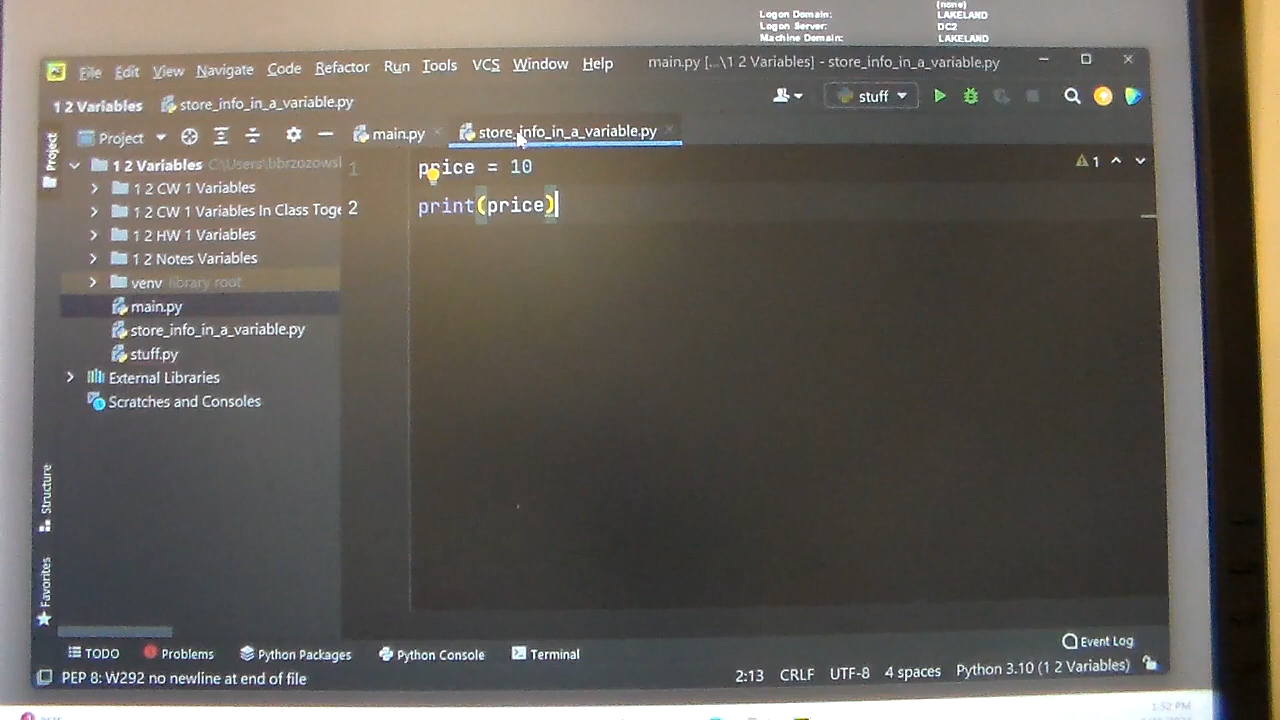 (none)
Logon Domain: LAKELAND
Logon Server: DC2
Machine Domain: LAKELAND
File Edit View Navigate Code Refactor Run Tools VCS Window Help main.py [...\1 2 Variables] - store_info_in_a_variable.py
1 2 Variables store_info_in_a_variable.py stuff
Project main.py store_info_in_a_variable.py
Project
1 2 Variables C:\Users\
1 2 CW 1 Variables
1 2 CW 1 Variables In Class Toge
1 2 HW 1 Variables
1 2 Notes Variables
venv library root
main.py
store_info_in_a_variable.py
stuff.py
External Libraries
Scratches and Consoles
1 price = 10
2 print(price)
1
Structure
Favorites
TODO Problems Python Packages Python Console Terminal Event Log
PEP 8: W292 no newline at end of file 2:13 CRLF UTF-8 4 spaces Python 3.10 (1 2 Variables)
1:52 PM